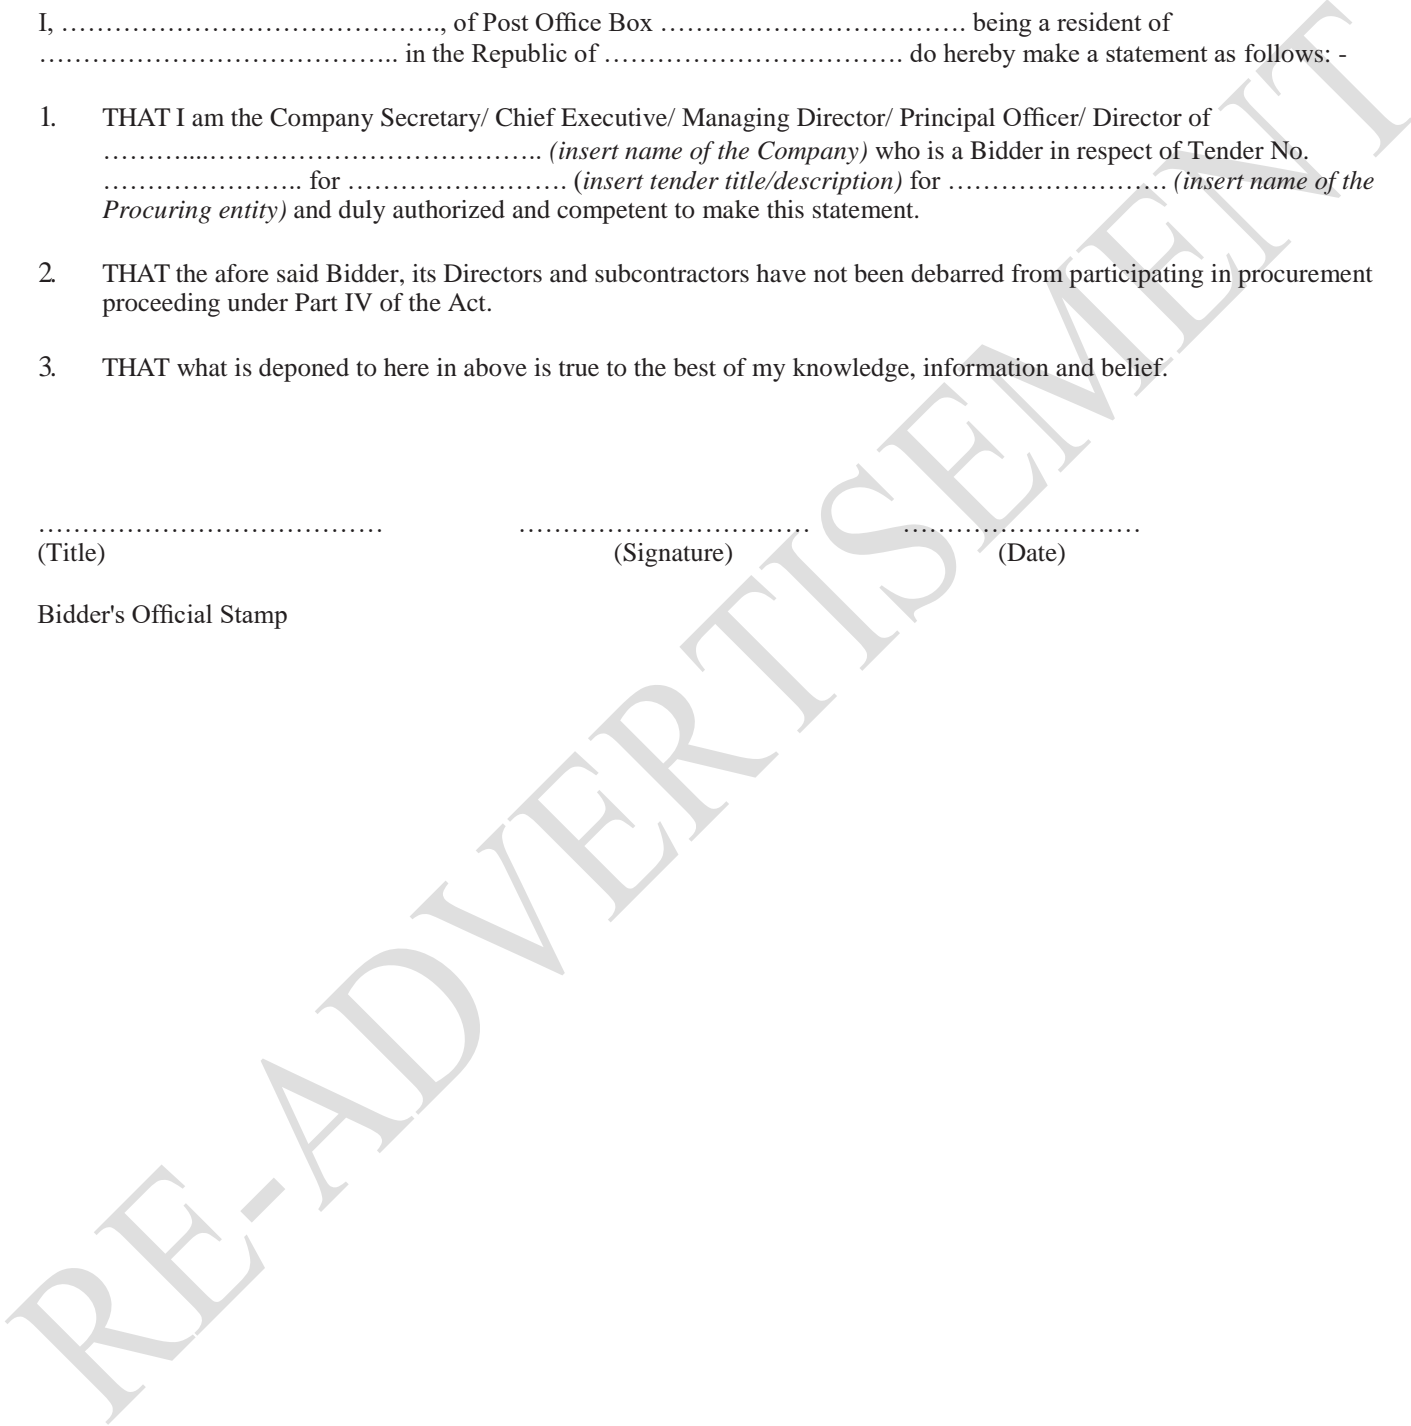 I, ……………………………………., of Post Office Box …….………………………. being a resident of
………………………………….. in the Republic of ……………………………. do hereby make a statement as follows: -
1. THAT I am the Company Secretary/ Chief Executive/ Managing Director/ Principal Officer/ Director of
………....……………………………….. (insert name of the Company) who is a Bidder in respect of Tender No.
………………….. for ……………………. (insert tender title/description) for ……………………. (insert name of the
Procuring entity) and duly authorized and competent to make this statement.
2. THAT the afore said Bidder, its Directors and subcontractors have not been debarred from participating in procurement
proceeding under Part IV of the Act.
3. THAT what is deponed to here in above is true to the best of my knowledge, information and belief.
………………………………… …………………………… ………………………
(Title) (Signature) (Date)
Bidder's Official Stamp
RE-ADVERTISEMENT